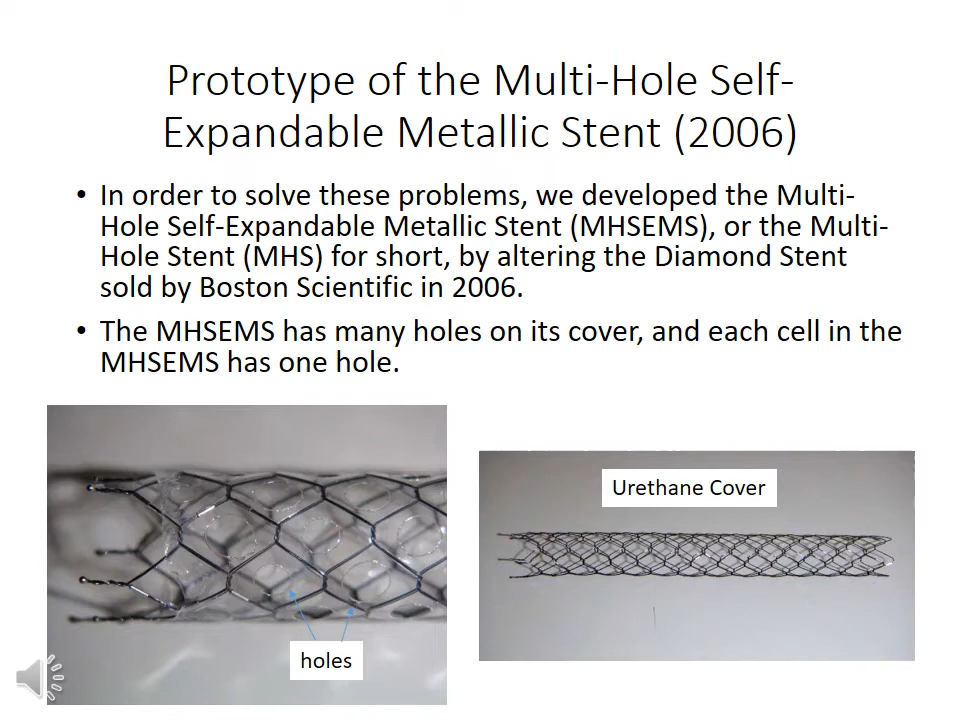 Prototype of the Multi-Hole Self-
Expandable Metallic Stent (2006)
• In order to solve these problems, we developed the Multi-
Hole Self-Expandable Metallic Stent (MHSEMS), or the Multi-
Hole Stent (MHS) for short, by altering the Diamond Stent
sold by Boston Scientific in 2006.
• The MHSEMS has many holes on its cover, and each cell in the
MHSEMS has one hole.
Urethane Cover
holes